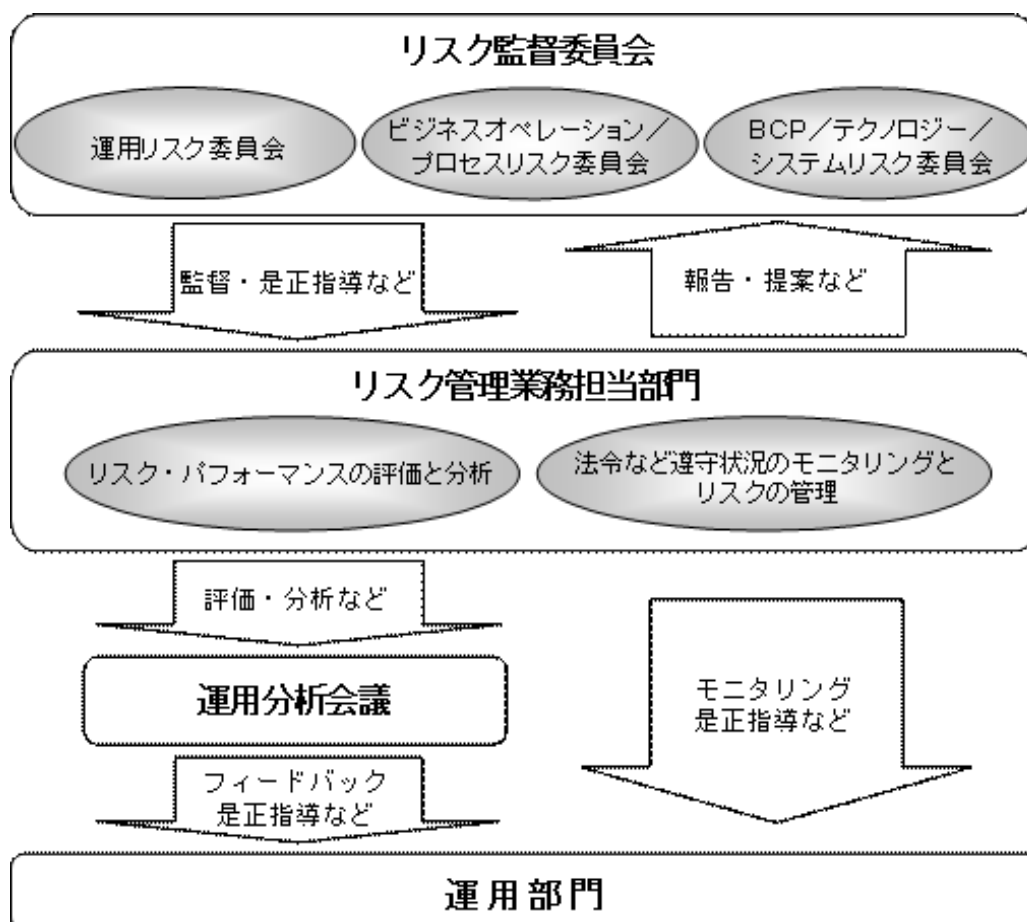 リスク監督委員会
運用リスク委員会
ビジネスオペレーション／
プロセスリスク委員会
BCP／テクノロジー／
システムリスク委員会
監督・是正指導など
報告・提案など
リスク管理業務担当部門
リスク・パフォーマンスの評価と分析
法令など遵守状況のモニタリングと
リスクの管理
評価・分析など
運用分析会議
モニタリング
是正指導など
フィードバック
是正指導など
運用部門